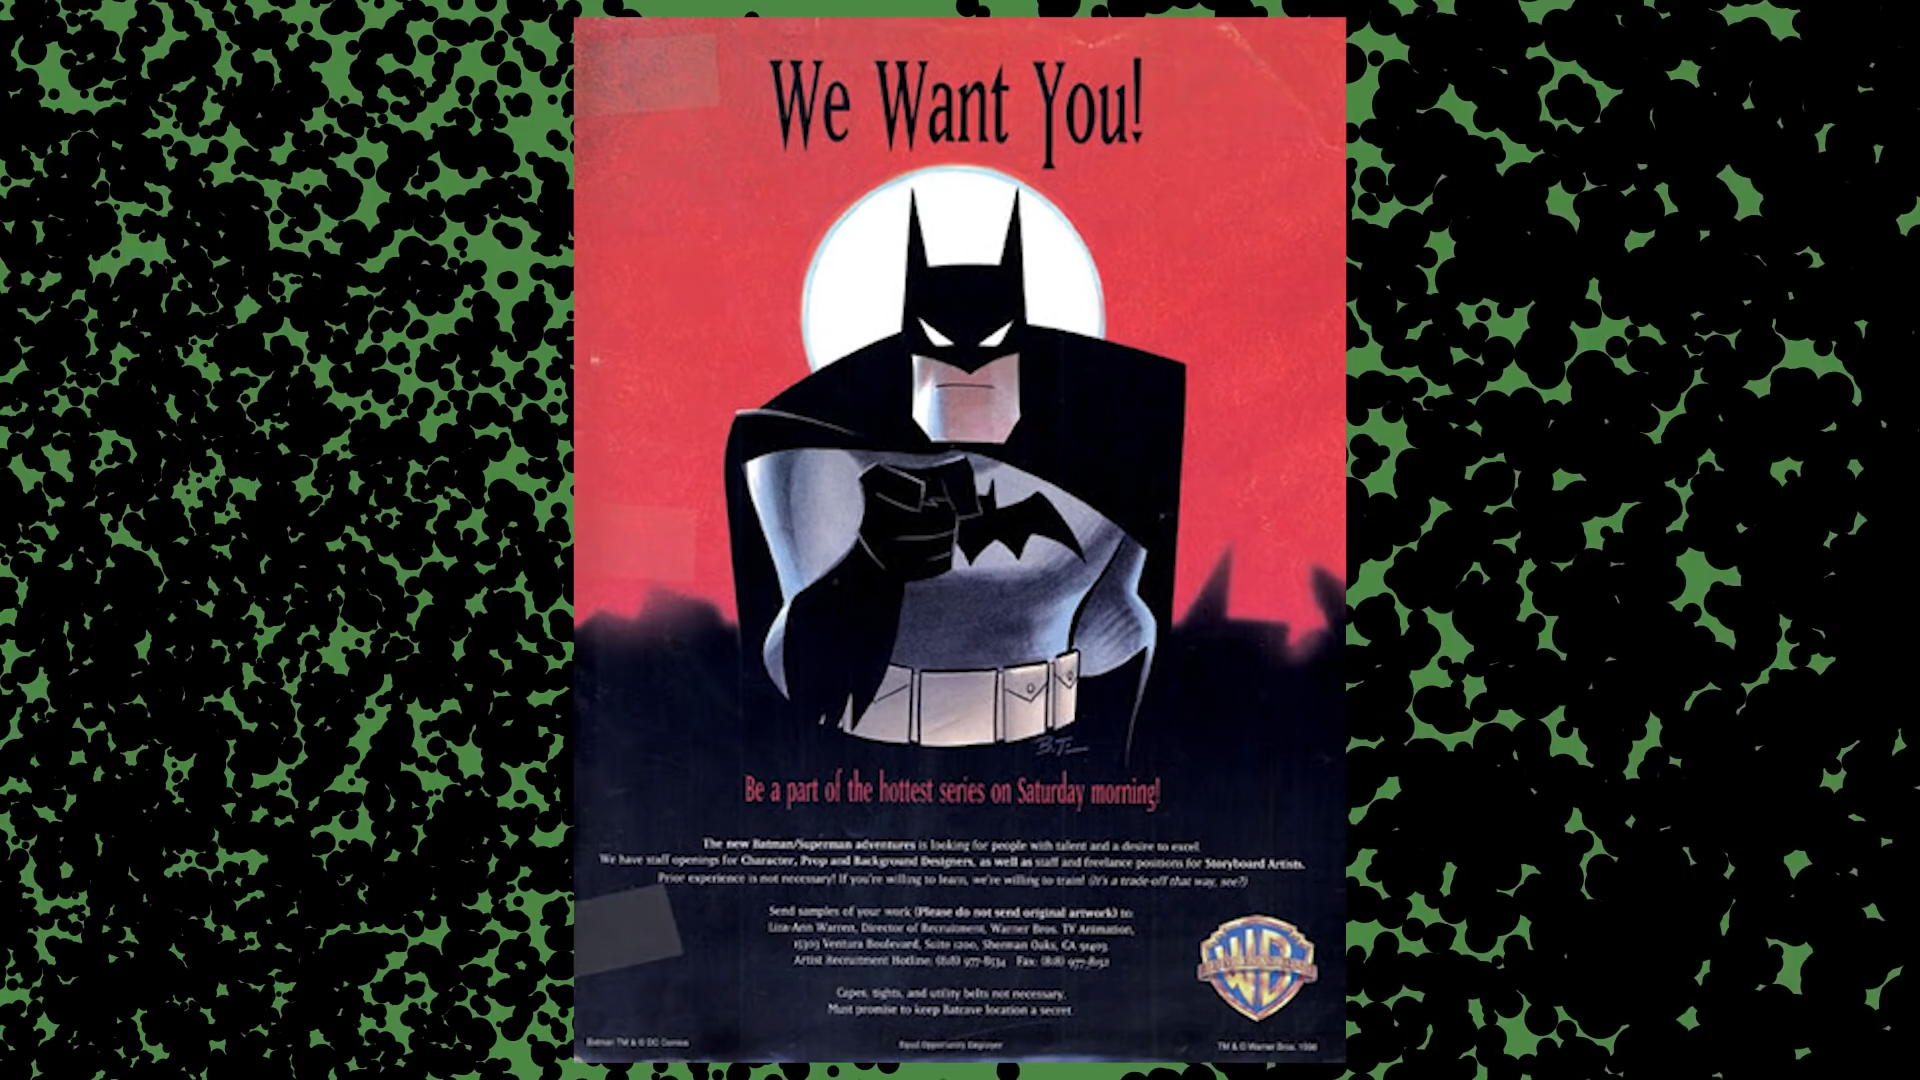 We Want You!
B.T.
Be a part of the hottest series on Saturday morning!
The new Batman/Superman adventures is looking for people with talent and a desire to excel.
We have staff openings for Character, Prop and Background Designers, as well as staff and freelance positions for Storyboard Artists.
Prior experience is not necessary! If you're willing to learn, we're willing to train! (It's a trade-off that way, see?)
Send samples of your work (Please do not send original artwork) to:
Liza-Ann Warren, Director of Recruitment, Warner Bros. TV Animation,
15303 Ventura Boulevard, Suite 1200, Sherman Oaks, CA 91403.
Artist Recruitment Hotline: (818) 977-8534 Fax: (818)
Capes, tights, and utility belts not necessary.
Must promise to keep Batcave location a secret.
WB
Batman TM & © DC Comics
Equal Opportunity Employer
TM & © Warner Bros. 1998